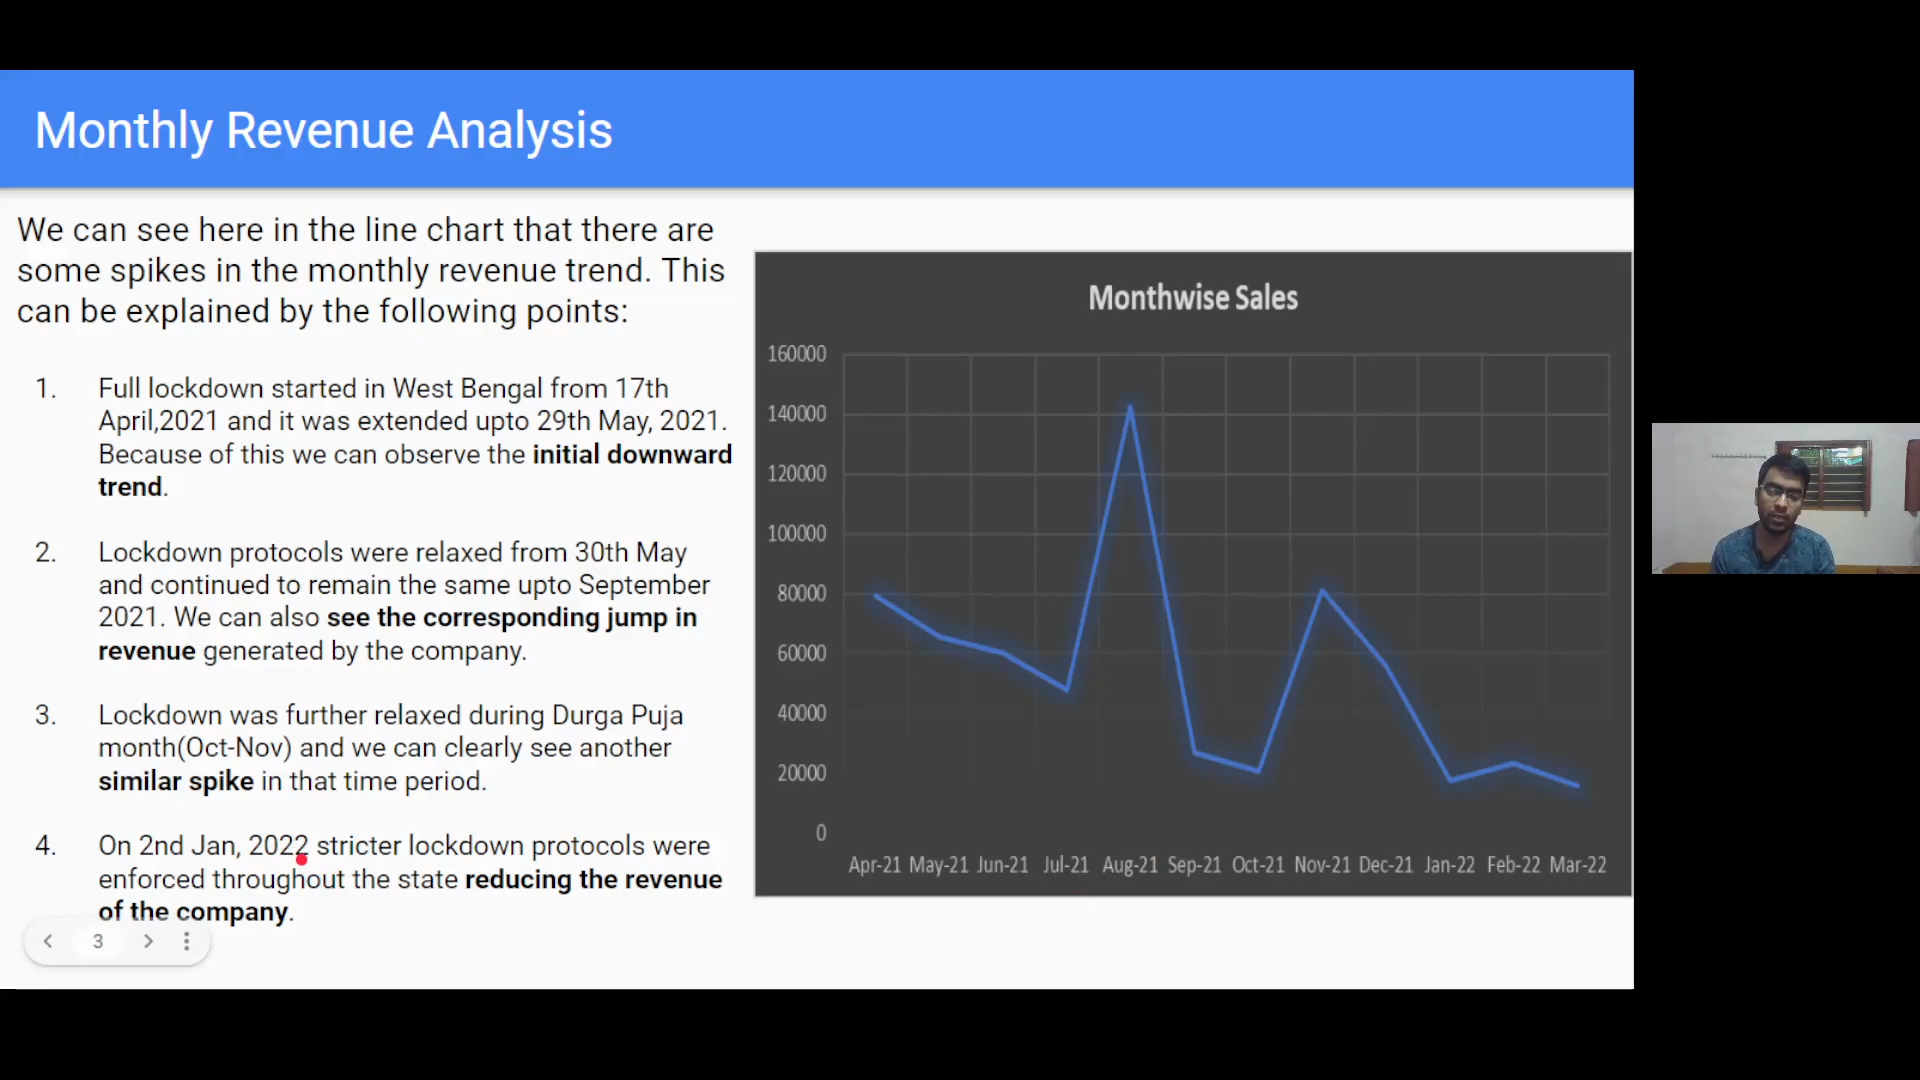 Monthly Revenue Analysis
We can see here in the line chart that there are
some spikes in the monthly revenue trend. This
can be explained by the following points:
1. Full lockdown started in West Bengal from 17th
April,2021 and it was extended upto 29th May, 2021.
Because of this we can observe the initial downward
trend.
2. Lockdown protocols were relaxed from 30th May
and continued to remain the same upto September
2021. We can also see the corresponding jump in
revenue generated by the company.
3. Lockdown was further relaxed during Durga Puja
month(Oct-Nov) and we can clearly see another
similar spike in that time period.
4. On 2nd Jan, 2022 stricter lockdown protocols were
enforced throughout the state reducing the revenue
of the company.
3
Monthwise Sales
160000
140000
120000
100000
80000
60000
40000
20000
0
Apr-21 May-21 Jun-21 Jul-21 Aug-21 Sep-21 Oct-21 Nov-21 Dec-21 Jan-22 Feb-22 Mar-22